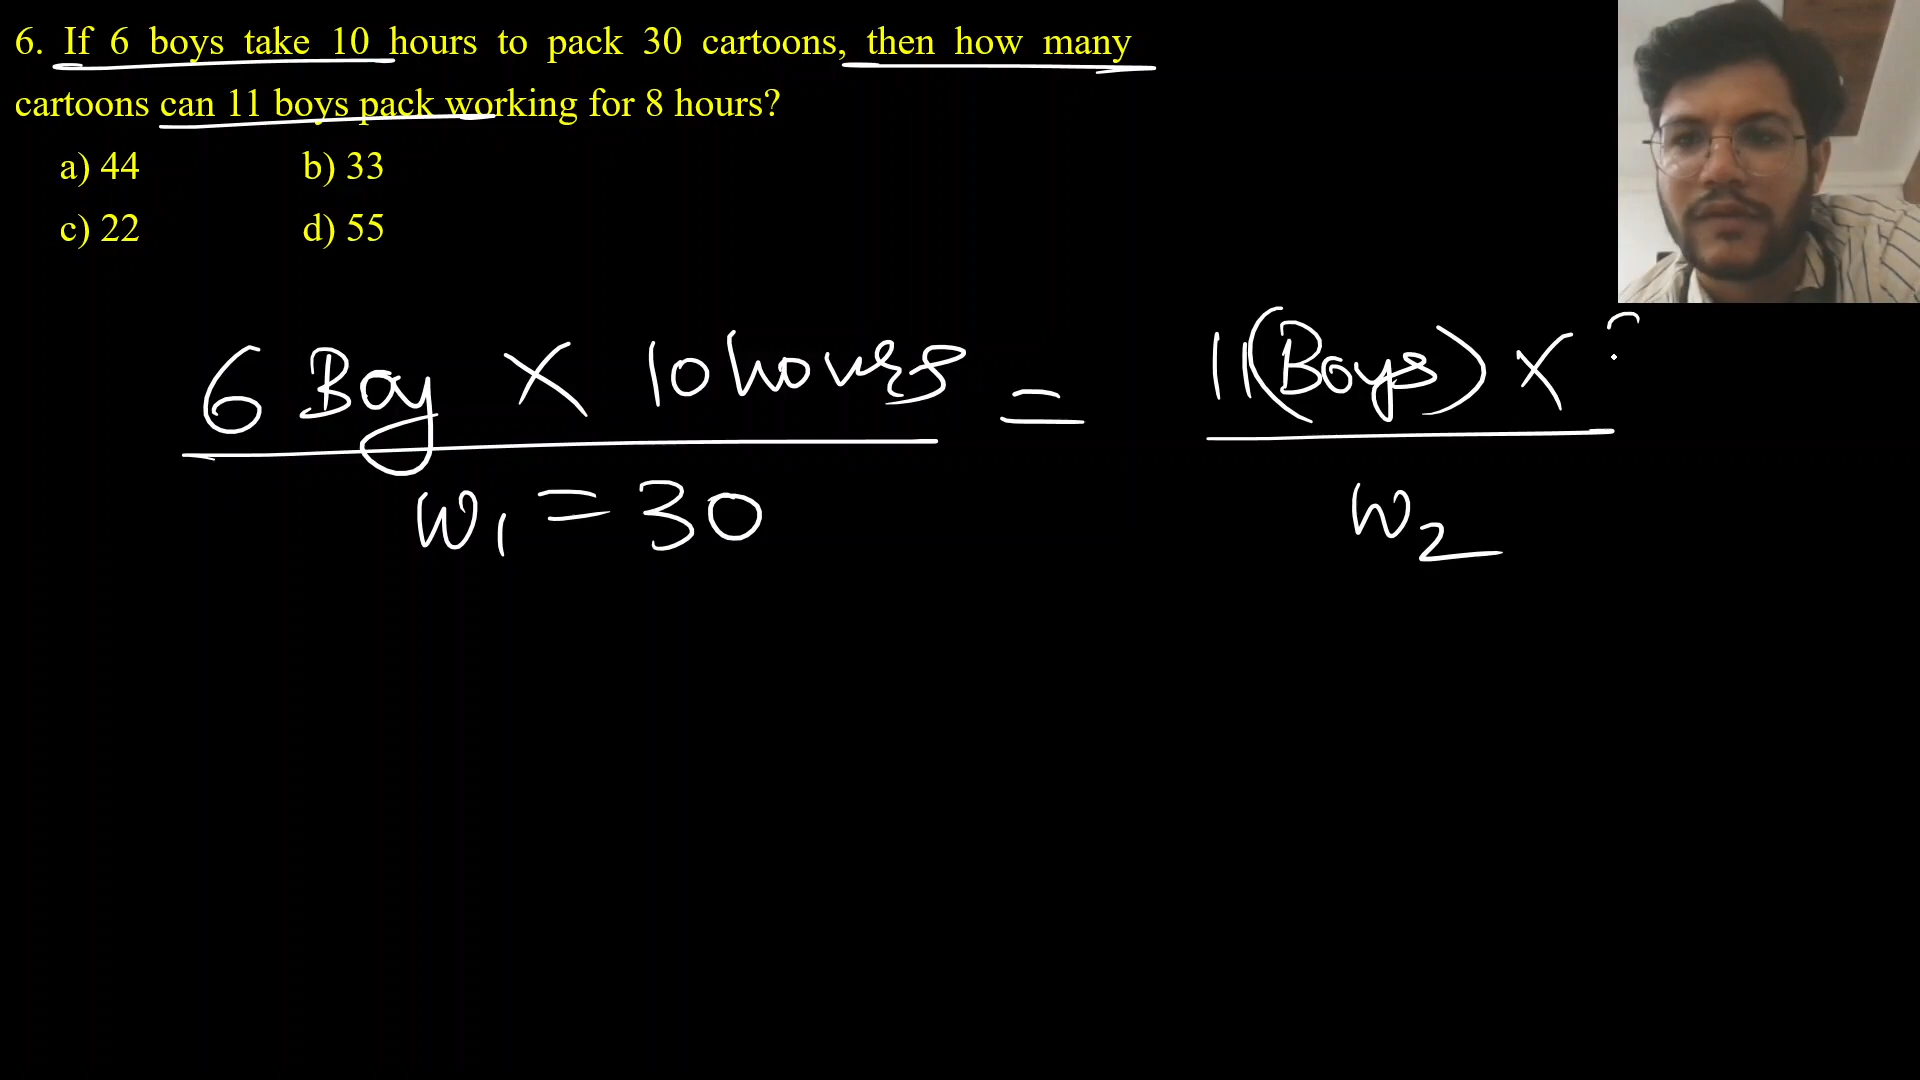 6. If 6 boys take 10 hours to pack 30 cartoons, then how many
cartoons can 11 boys pack working for 8 hours?
a) 44 b) 33
c) 22 d) 55
6 Boy × 10 hours = 11(Boys) × ?
W₁ = 30 W₂